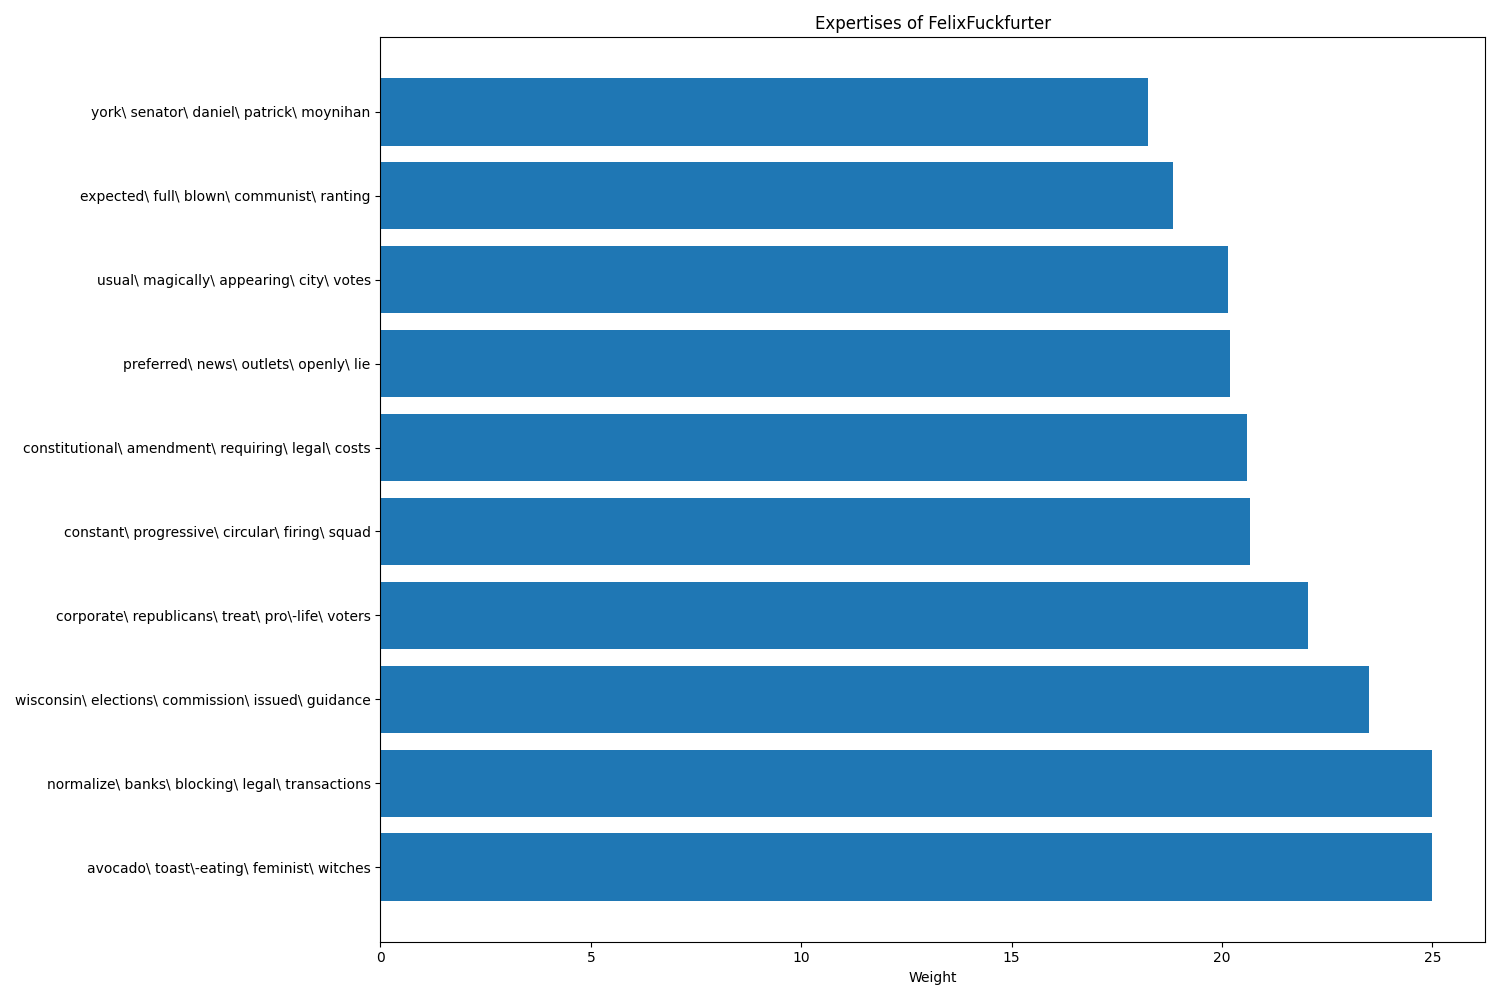 Expertises of FelixFuckfurter
york\ senator\ daniel\ patrick\ moynihan
expected\ full\ blown\ communist\ ranting
usual\ magically\ appearing\ city\ votes
preferred\ news\ outlets\ openly\ lie
constitutional\ amendment\ requiring\ legal\ costs
constant\ progressive\ circular\ firing\ squad
corporate\ republicans\ treat\ pro\-life\ voters
wisconsin\ elections\ commission\ issued\ guidance
normalize\ banks\ blocking\ legal\ transactions
avocado\ toast\-eating\ feminist\ witches
0 5 10 15 20 25
Weight